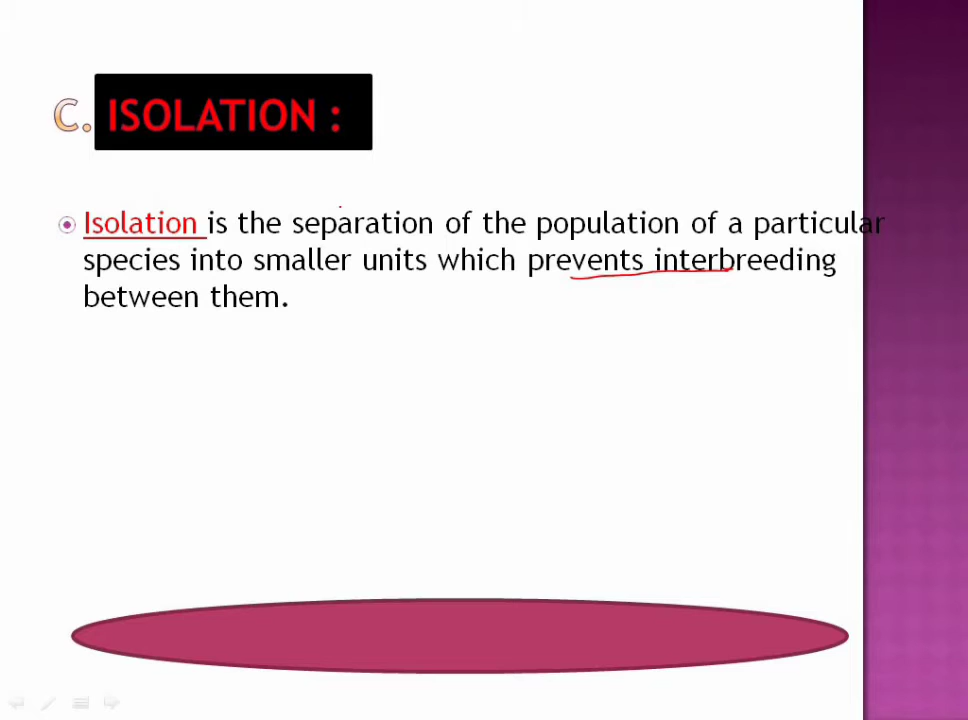 C. ISOLATION :
Isolation is the separation of the population of a particular
species into smaller units which prevents interbreeding
between them.